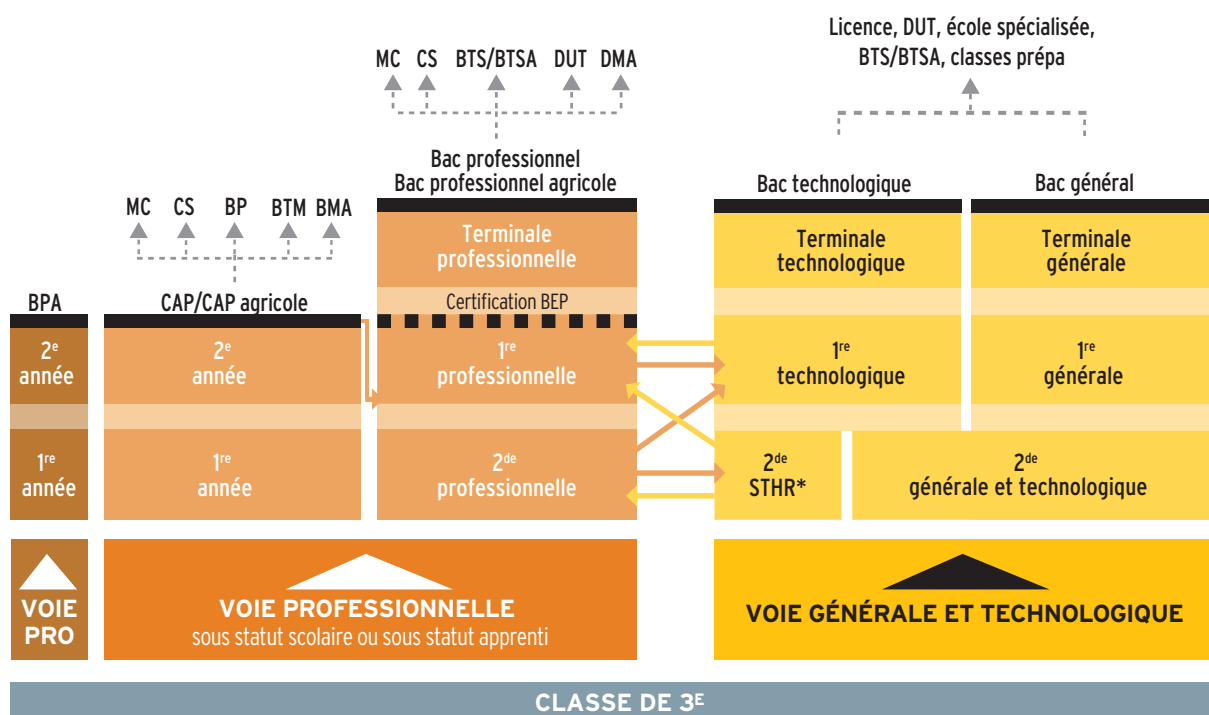 Licence, DUT, école spécialisée,
BTS/BTSA, classes prépa
MC CS BTS/BTSA DUT DMA
Bac professionnel
Bac professionnel agricole
Bac technologique
Bac général
MC CS BP BTM BMA
Terminale
professionnelle
Terminale
technologique
Terminale
générale
BPA
CAP/CAP agricole
Certification BEP
2e
année
2e
année
1re
professionnelle
1re
technologique
1re
générale
1re
année
1re
année
2de
professionnelle
2de
STHR*
2de
générale et technologique
VOIE
PRO
VOIE PROFESSIONNELLE
sous statut scolaire ou sous statut apprenti
VOIE GÉNÉRALE ET TECHNOLOGIQUE
CLASSE DE 3E